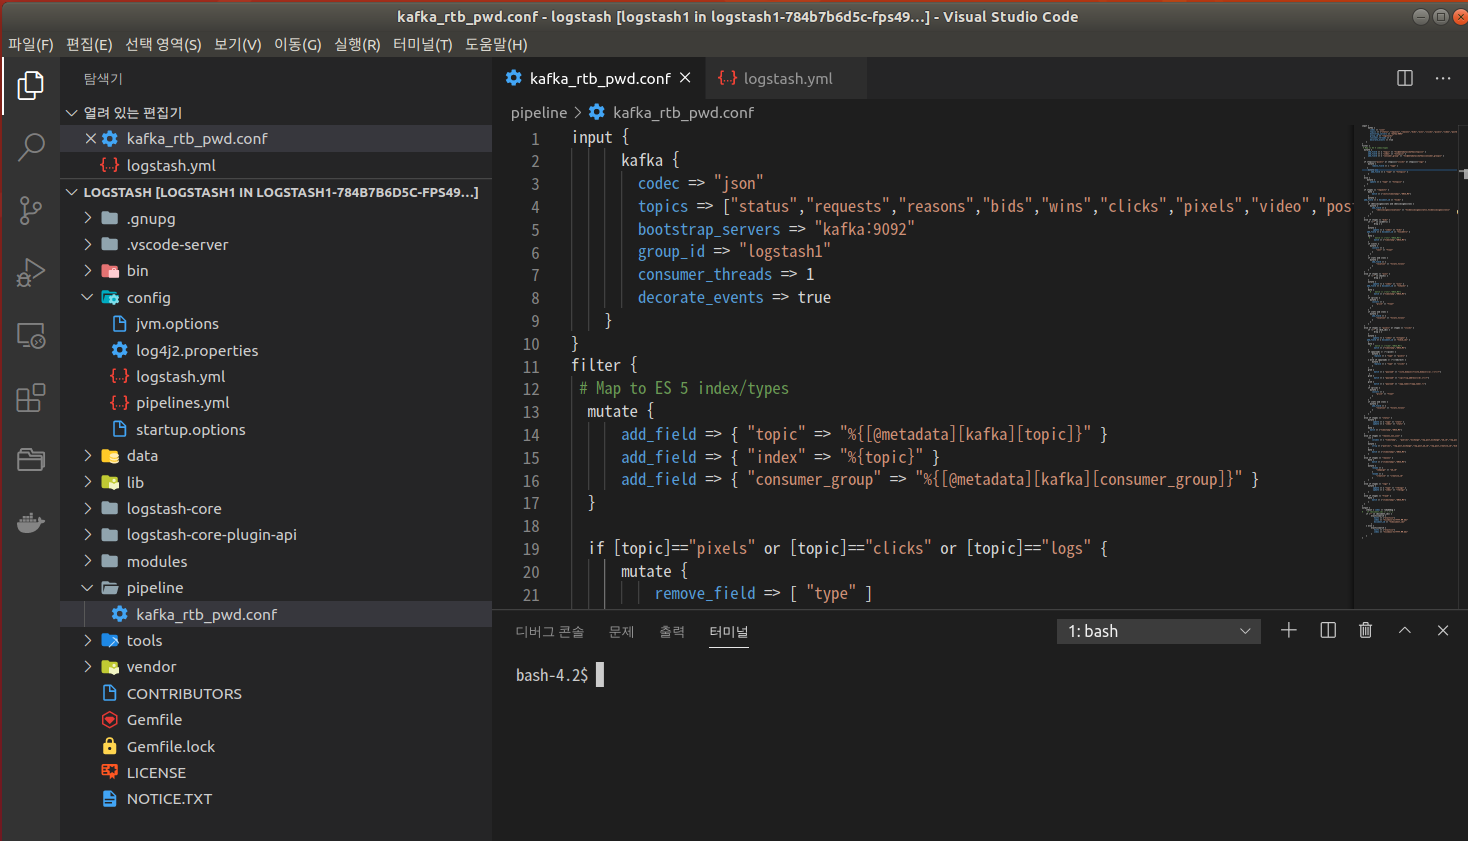 kafka_rtb_pwd.conf - logstash [logstash1 in logstash1-784b7b6d5c-fps49...] - Visual Studio Code
파일(F) 편집(E) 선택 영역(S) 보기(V) 이동(G) 실행(R) 터미널(T) 도움말(H)
탐색기
열려 있는 편집기
kafka_rtb_pwd.conf
logstash.yml
LOGSTASH [LOGSTASH1 IN LOGSTASH1-784B7B6D5C-FPS49...]
.gnupg
.vscode-server
bin
config
jvm.options
log4j2.properties
logstash.yml
pipelines.yml
startup.options
data
lib
logstash-core
logstash-core-plugin-api
modules
pipeline
kafka_rtb_pwd.conf
tools
vendor
CONTRIBUTORS
Gemfile
Gemfile.lock
LICENSE
NOTICE.TXT
kafka_rtb_pwd.conf logstash.yml
pipeline > kafka_rtb_pwd.conf
1 input {
2 kafka {
3 codec => "json"
4 topics => ["status","requests","reasons","bids","wins","clicks","pixels","video","pos
5 bootstrap_servers => "kafka:9092"
6 group_id => "logstash1"
7 consumer_threads => 1
8 decorate_events => true
9 }
10 }
11 filter {
12 # Map to ES 5 index/types
13 mutate {
14 add_field => { "topic" => "%{[@metadata][kafka][topic]}" }
15 add_field => { "index" => "%{topic}" }
16 add_field => { "consumer_group" => "%{[@metadata][kafka][consumer_group]}" }
17 }
18
19 if [topic]=="pixels" or [topic]=="clicks" or [topic]=="logs" {
20 mutate {
21 remove_field => [ "type" ]
디버그 콘솔 문제 출력 터미널 1: bash
bash-4.2$